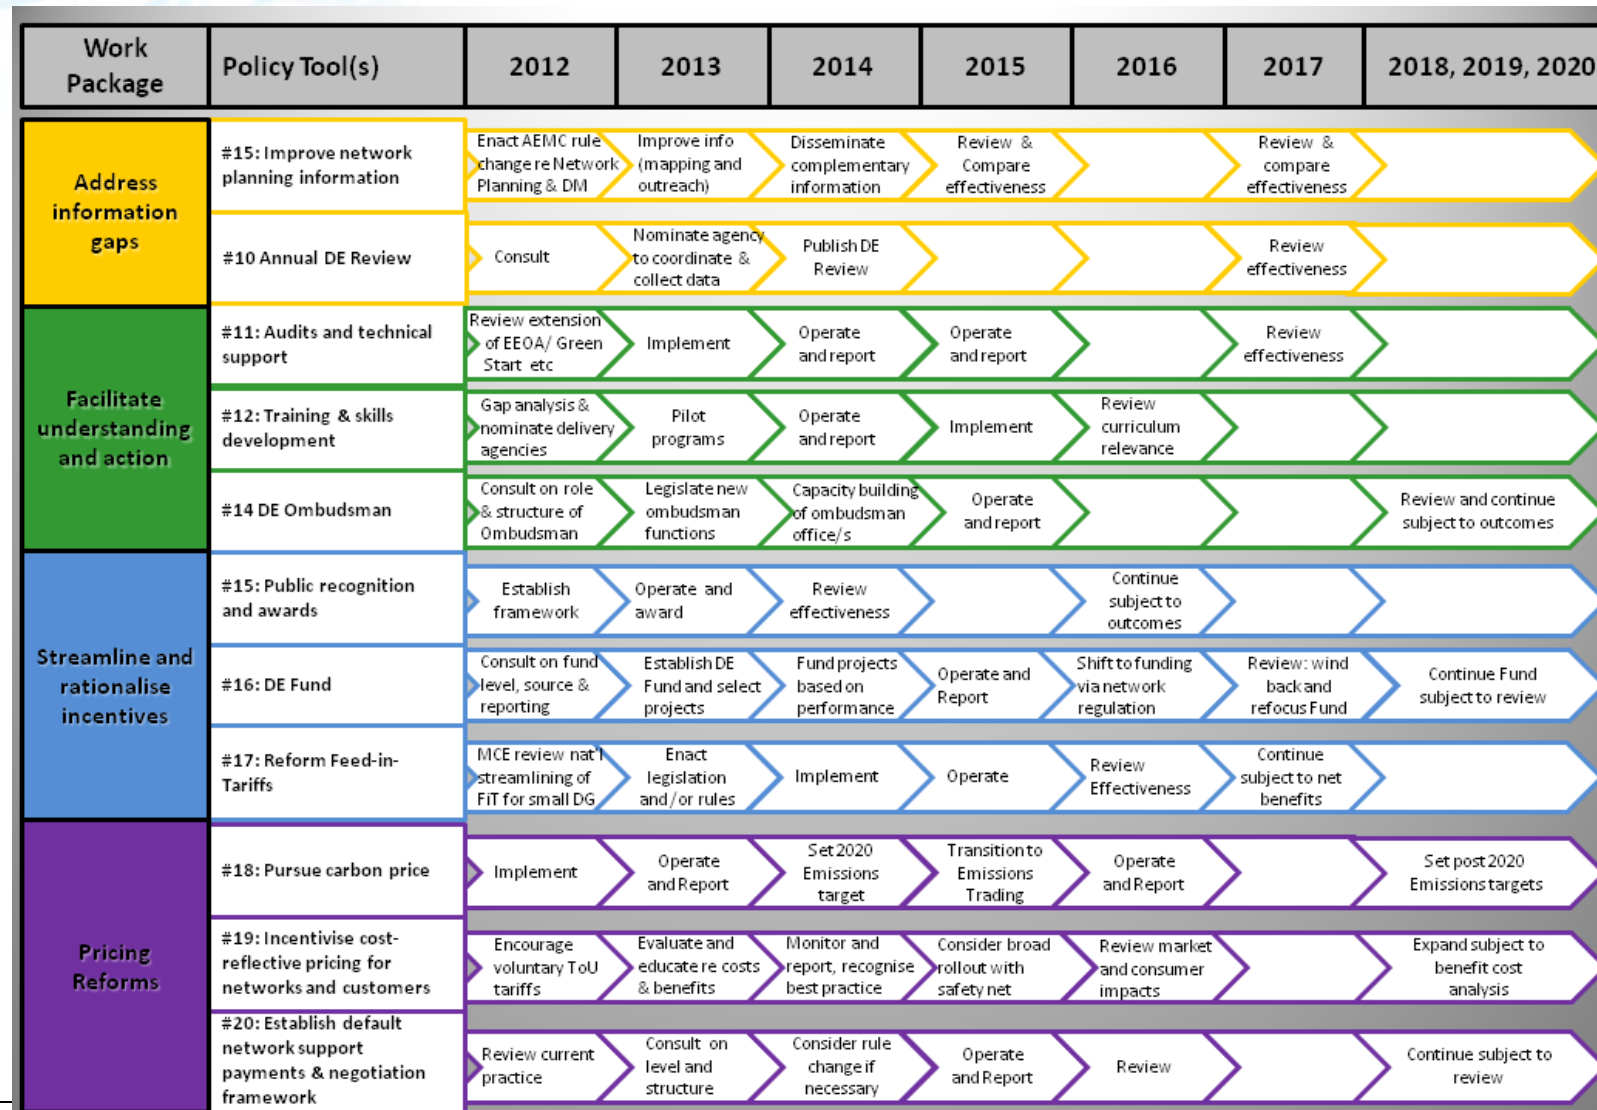 Work
Package
Policy Tool(s)
2012
2013
2014
2015
2016
2017
2018, 2019, 2020
Address
information
gaps
#15: Improve network
planning information
Enact AEMC rule
change re Network
Planning & DM
Improve info
(mapping and
outreach)
Disseminate
complementary
information
Review &
Compare
effectiveness
Review &
compare
effectiveness
#10 Annual DE Review
Consult
Nominate agency
to coordinate &
collect data
Publish DE
Review
Review
effectiveness
Facilitate
understanding
and action
#11: Audits and technical
support
Review extension
of EEOA/ Green
Start etc
Implement
Operate
and report
Operate
and report
Review
effectiveness
#12: Training & skills
development
Gap analysis &
nominate delivery
agencies
Pilot
programs
Operate
and report
Implement
Review
curriculum
relevance
#14 DE Ombudsman
Consult on role
& structure of
Ombudsman
Legislate new
ombudsman
functions
Capacity building
of ombudsman
office/s
Operate
and report
Review and continue
subject to outcomes
Streamline and
rationalise
incentives
#15: Public recognition
and awards
Establish
framework
Operate and
award
Review
effectiveness
Continue
subject to
outcomes
#16: DE Fund
Consult on fund
level, source &
reporting
Establish DE
Fund and select
projects
Fund projects
based on
performance
Operate and
Report
Shift to funding
via network
regulation
Review: wind
back and
refocus Fund
Continue Fund
subject to review
#17: Reform Feed-in-
Tariffs
MCE review nat'l
streamlining of
FiT for small DG
Enact
legislation
and/or rules
Implement
Operate
Review
Effectiveness
Continue
subject to net
benefits
Pricing
Reforms
#18: Pursue carbon price
Implement
Operate
and Report
Set 2020
Emissions
target
Transition to
Emissions
Trading
Operate
and Report
Set post 2020
Emissions targets
#19: Incentivise cost-
reflective pricing for
networks and customers
Encourage
voluntary ToU
tariffs
Evaluate and
educate re costs
& benefits
Monitor and
report, recognise
best practice
Consider broad
rollout with
safety net
Review market
and consumer
impacts
Expand subject to
benefit cost
analysis
#20: Establish default
network support
payments & negotiation
framework
Review current
practice
Consult on
level and
structure
Consider rule
change if
necessary
Operate
and Report
Review
Continue subject to
review